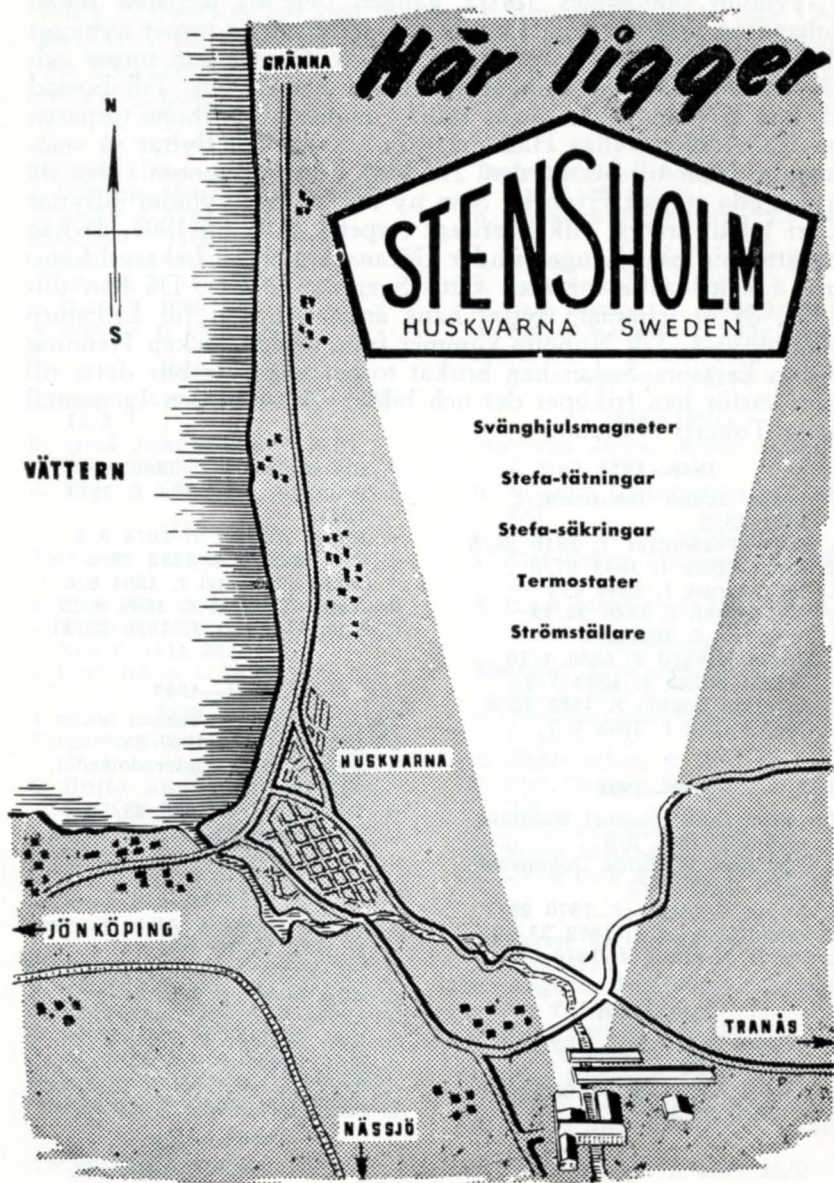 Här ligger
GRÄNNA
N
S
STENSHOLM
HUSKVARNA SWEDEN
Svänghjulsmagneter
VÄTTERN
Stefa-tätningar
Stefa-säkringar
Termostater
Strömställare
HUSKVARNA
JÖNKÖPING
TRANÅS
NÄSSJÖ